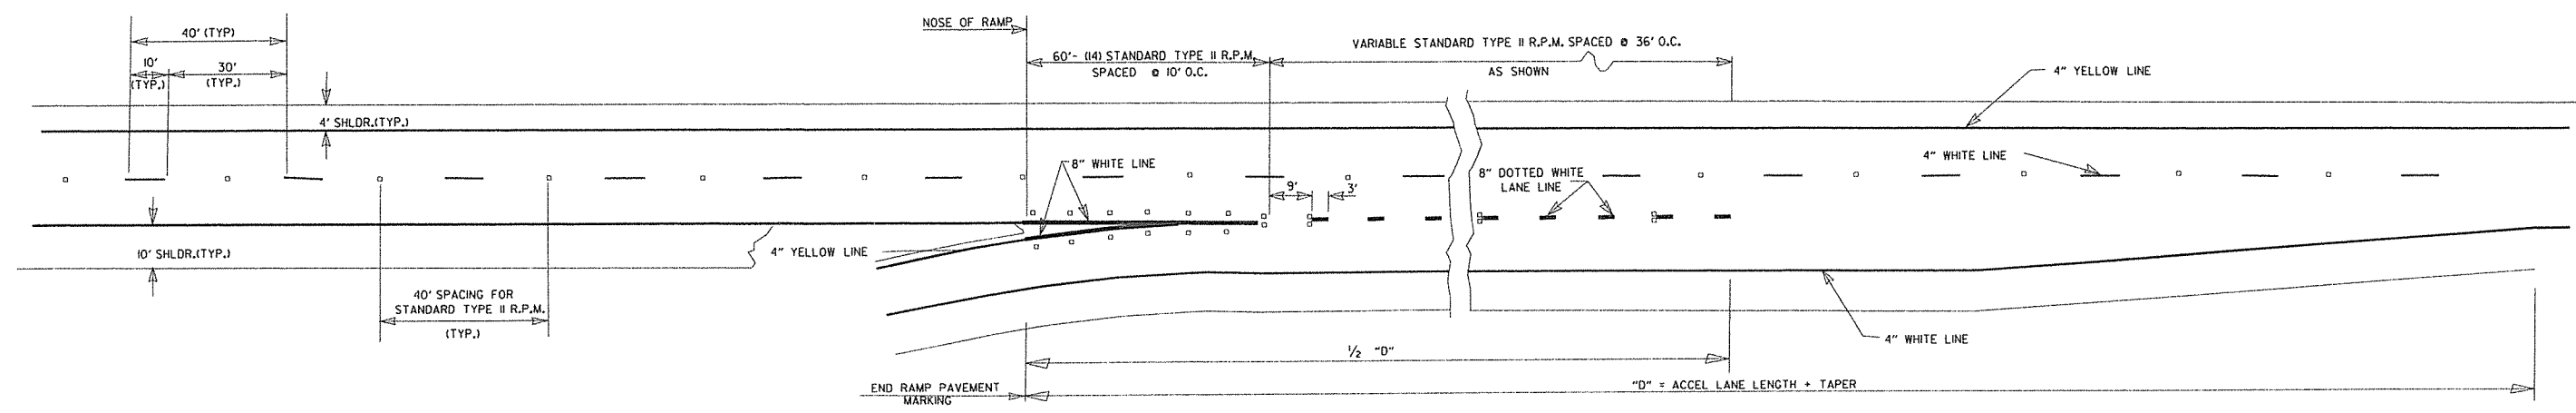 NOSE OF RAMP
40' (TYP)
60'- (14) STANDARD TYPE II R.P.M.
SPACED @ 10' O.C.
VARIABLE STANDARD TYPE II R.P.M. SPACED @ 36' O.C.
AS SHOWN
10'
(TYP.)
30'
(TYP.)
4" YELLOW LINE
4' SHLDR.(TYP.)
8" WHITE LINE
4" WHITE LINE
8" DOTTED WHITE
LANE LINE
9'
3'
10' SHLDR.(TYP.)
4" YELLOW LINE
40' SPACING FOR
STANDARD TYPE II R.P.M.
(TYP.)
4" WHITE LINE
1/2 "D"
END RAMP PAVEMENT
MARKING
"D" = ACCEL LANE LENGTH + TAPER